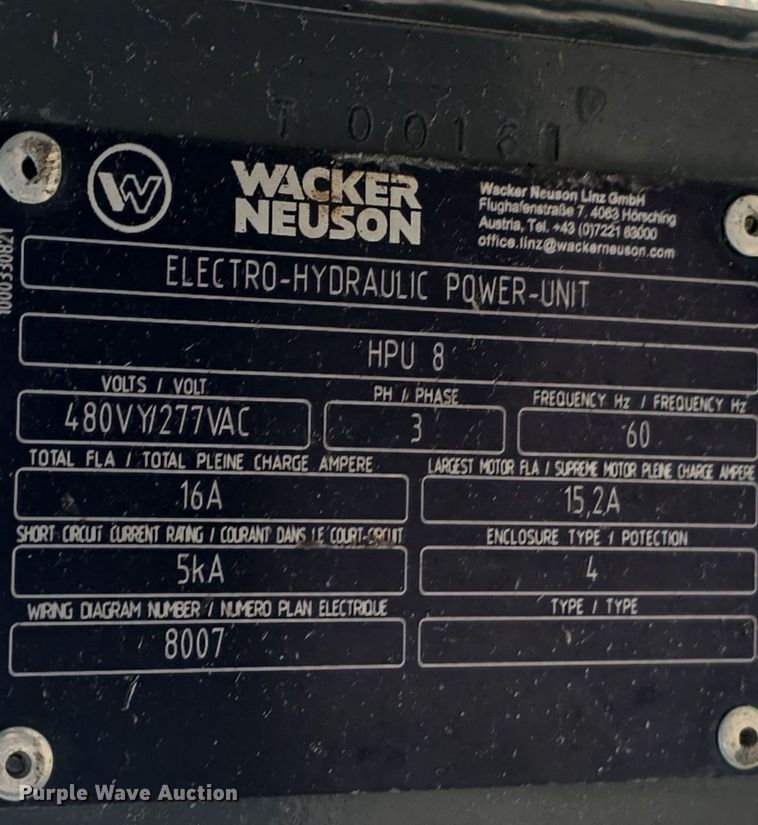 T 00161
W
WACKER
NEUSON
Wacker Neuson Linz GmbH
Flughafenstraße 7, 4063 Hörsching
Austria, Tel. +43 (0)7221 63000
office.linz@wackerneuson.com
1000330821
ELECTRO-HYDRAULIC POWER-UNIT
HPU 8
VOLTS / VOLT
PH / PHASE
FREQUENCY Hz / FREQUENCY Hz
480VY/277VAC
3
60
TOTAL FLA / TOTAL PLEINE CHARGE AMPERE
LARGEST MOTOR FLA / SUPREME MOTOR PLEINE CHARGE AMPERE
16A
15,2A
SHORT CIRCUIT CURRENT RATING / COURANT DANS LE COURT-CIRCUIT
ENCLOSURE TYPE / POTECTION
5kA
4
WIRING DIAGRAM NUMBER / NUMERO PLAN ELECTRIQUE
TYPE / TYPE
8007
Purple Wave Auction